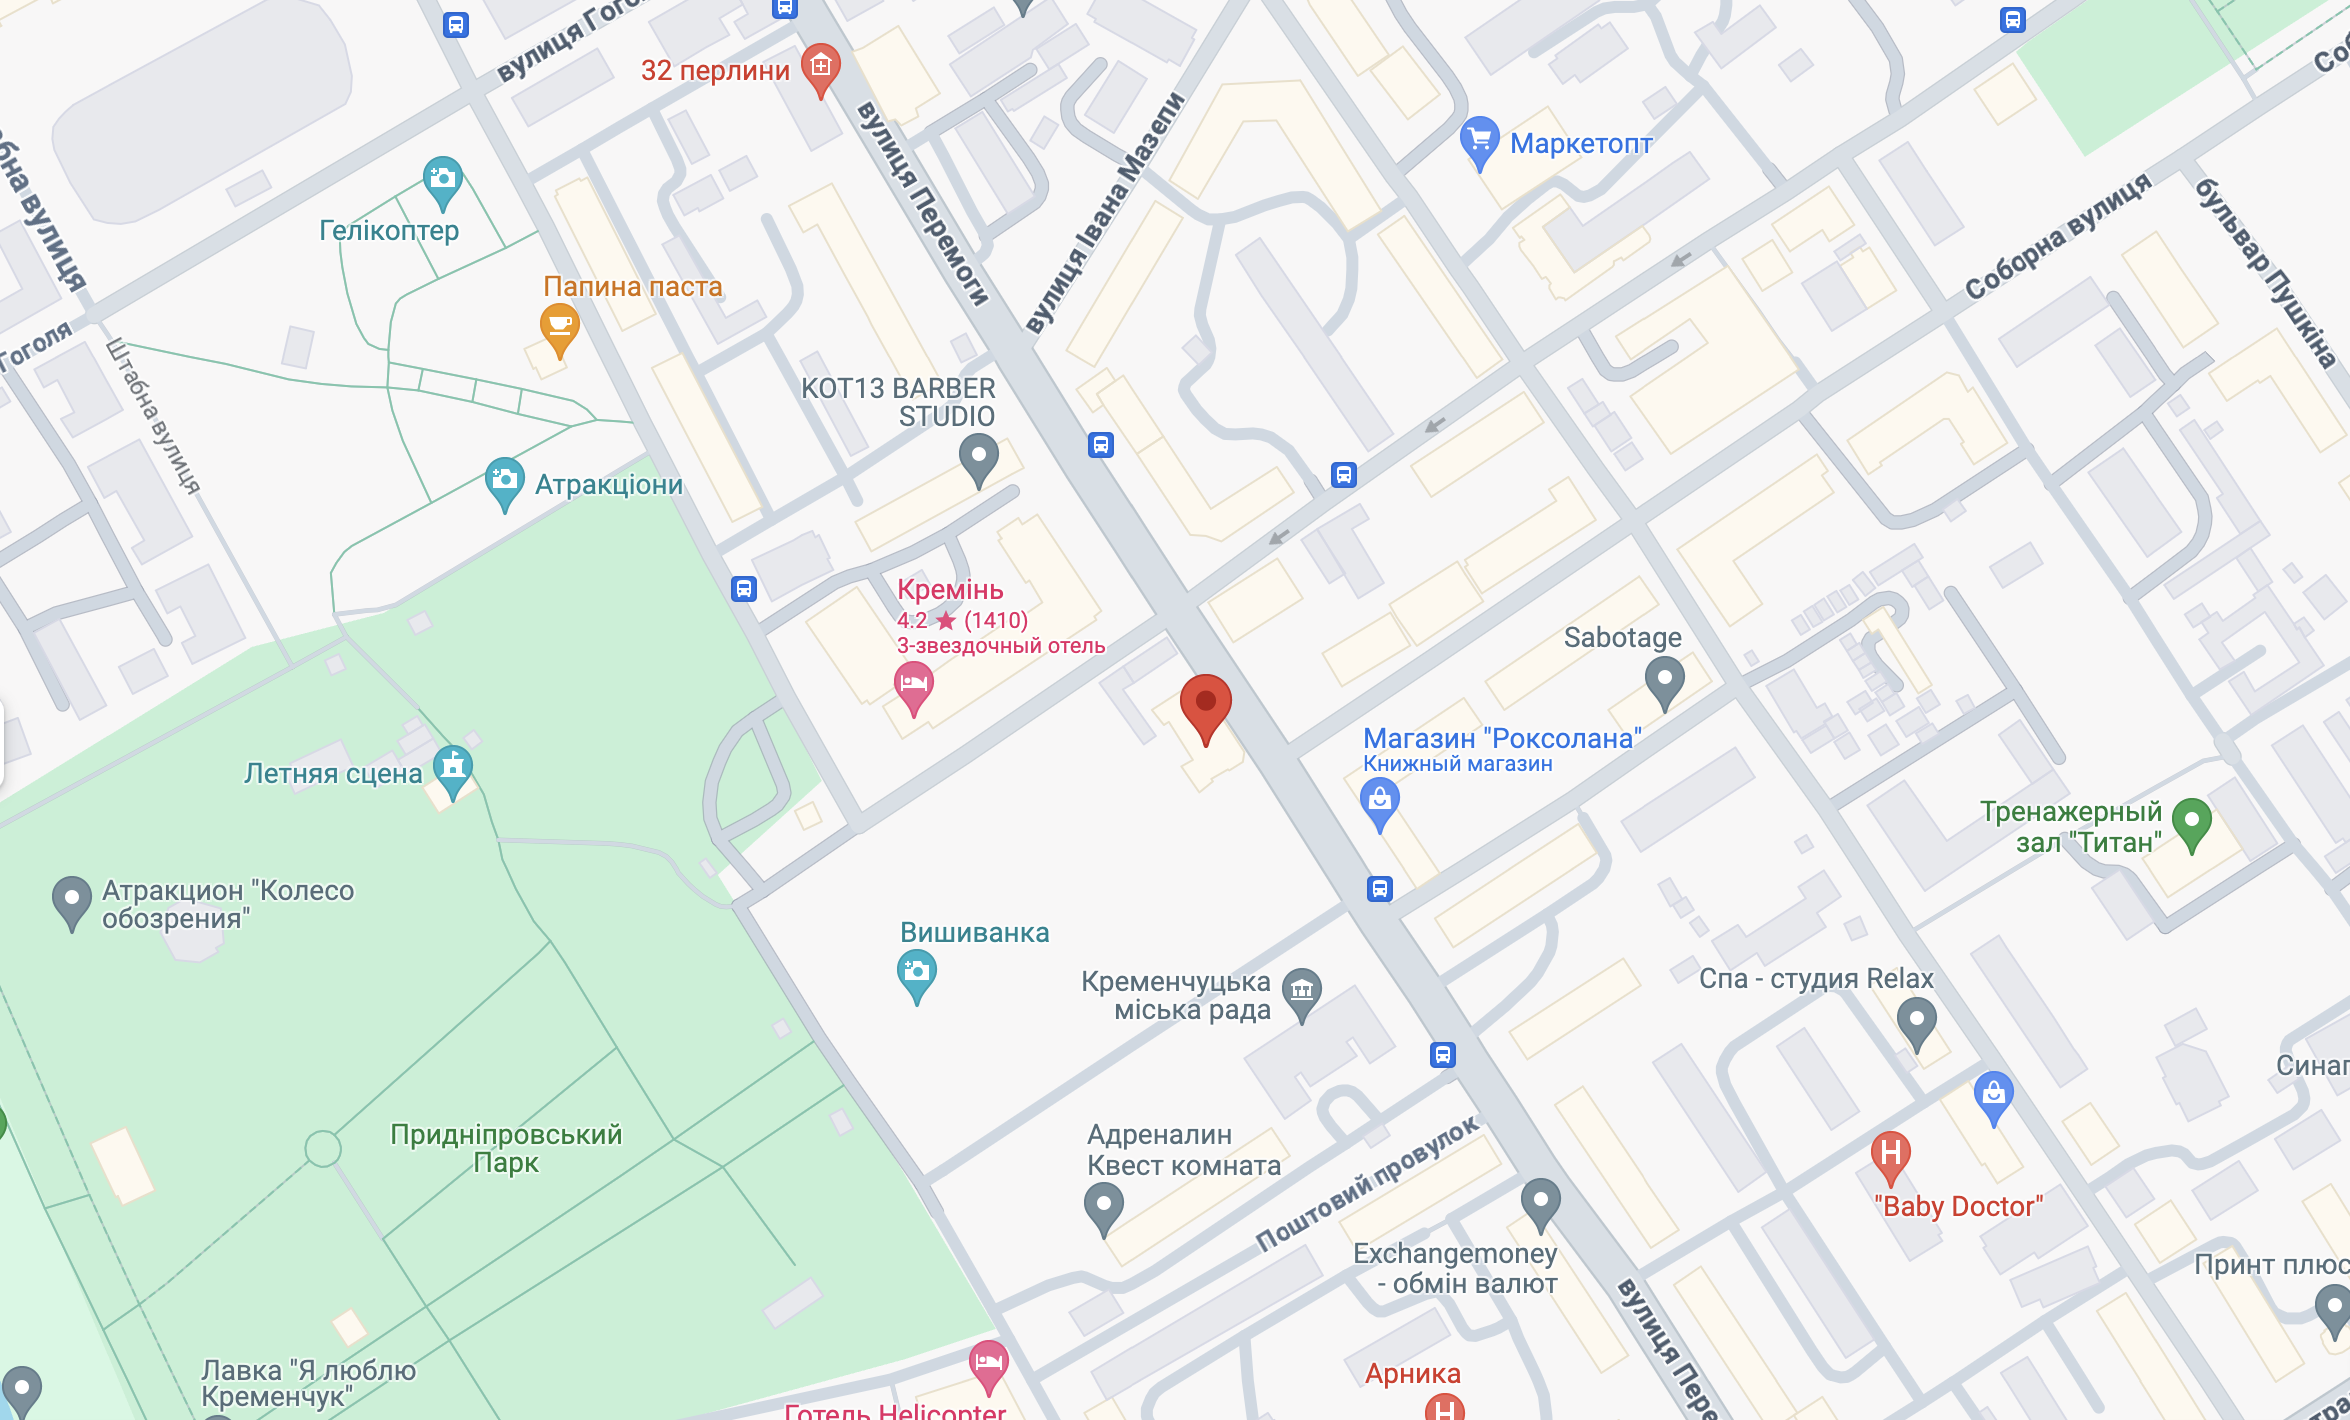 вулиця Гоголя
32 перлини
Соборна
Маркетопт
вулиця Перемоги
вулиця Івана Мазепи
Гелікоптер
Соборна вулиця
бульвар Пушкіна
Папина паста
Гоголя
Штабна вулиця
KOT13 BARBER
STUDIO
Атракціони
Кремінь
4.2 ★ (1410)
3-звездочный отель
Sabotage
Магазин "Роксолана"
Книжный магазин
Летняя сцена
Тренажерный
зал "Титан"
Атракцион "Колесо
обозрения"
Вишиванка
Кременчуцька
міська рада
Спа - студия Relax
Синаг
Придніпровський
Парк
Адреналин
Квест комната
Поштовий провулок
"Baby Doctor"
Exchangemoney
- обмін валют
Принт плюс
вулиця Пере
Лавка "Я люблю
Кременчук"
Арника
Готель Helicopter